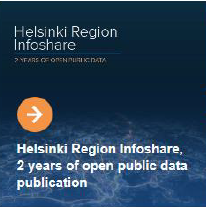 Helsinki Region
Infoshare
2 YEARS OF OPEN PUBLIC DATA
Helsinki Region Infoshare,
2 years of open public data
publication